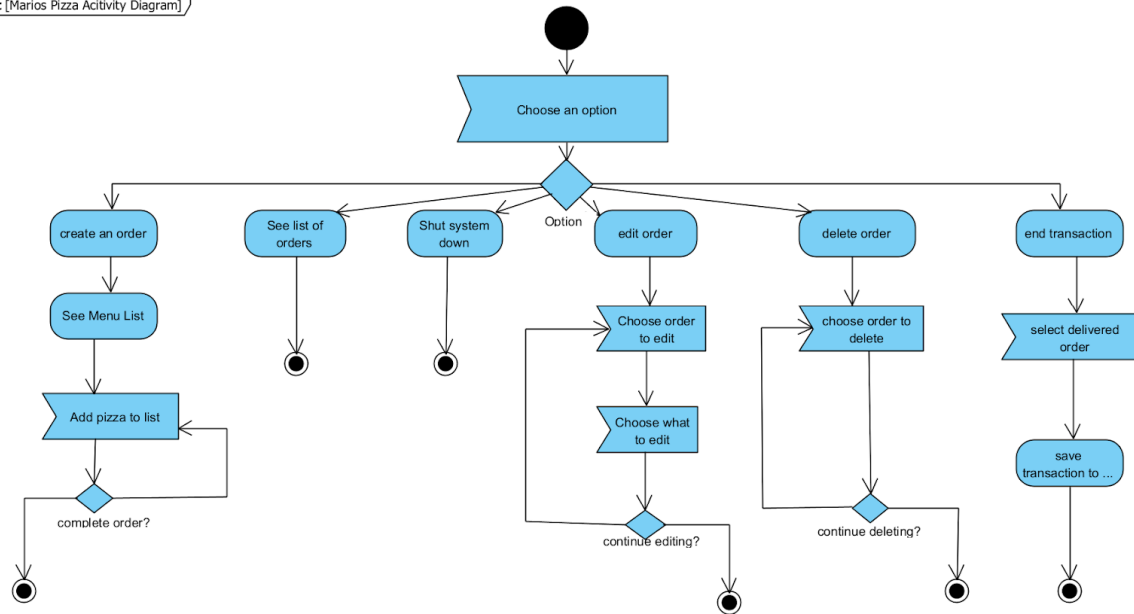 : [Marios Pizza Acitivity Diagram]
Choose an option
Option
create an order
See list of
orders
Shut system
down
edit order
delete order
end transaction
See Menu List
Choose order
to edit
choose order to
delete
select delivered
order
Add pizza to list
Choose what
to edit
save
transaction to ...
complete order?
continue editing?
continue deleting?